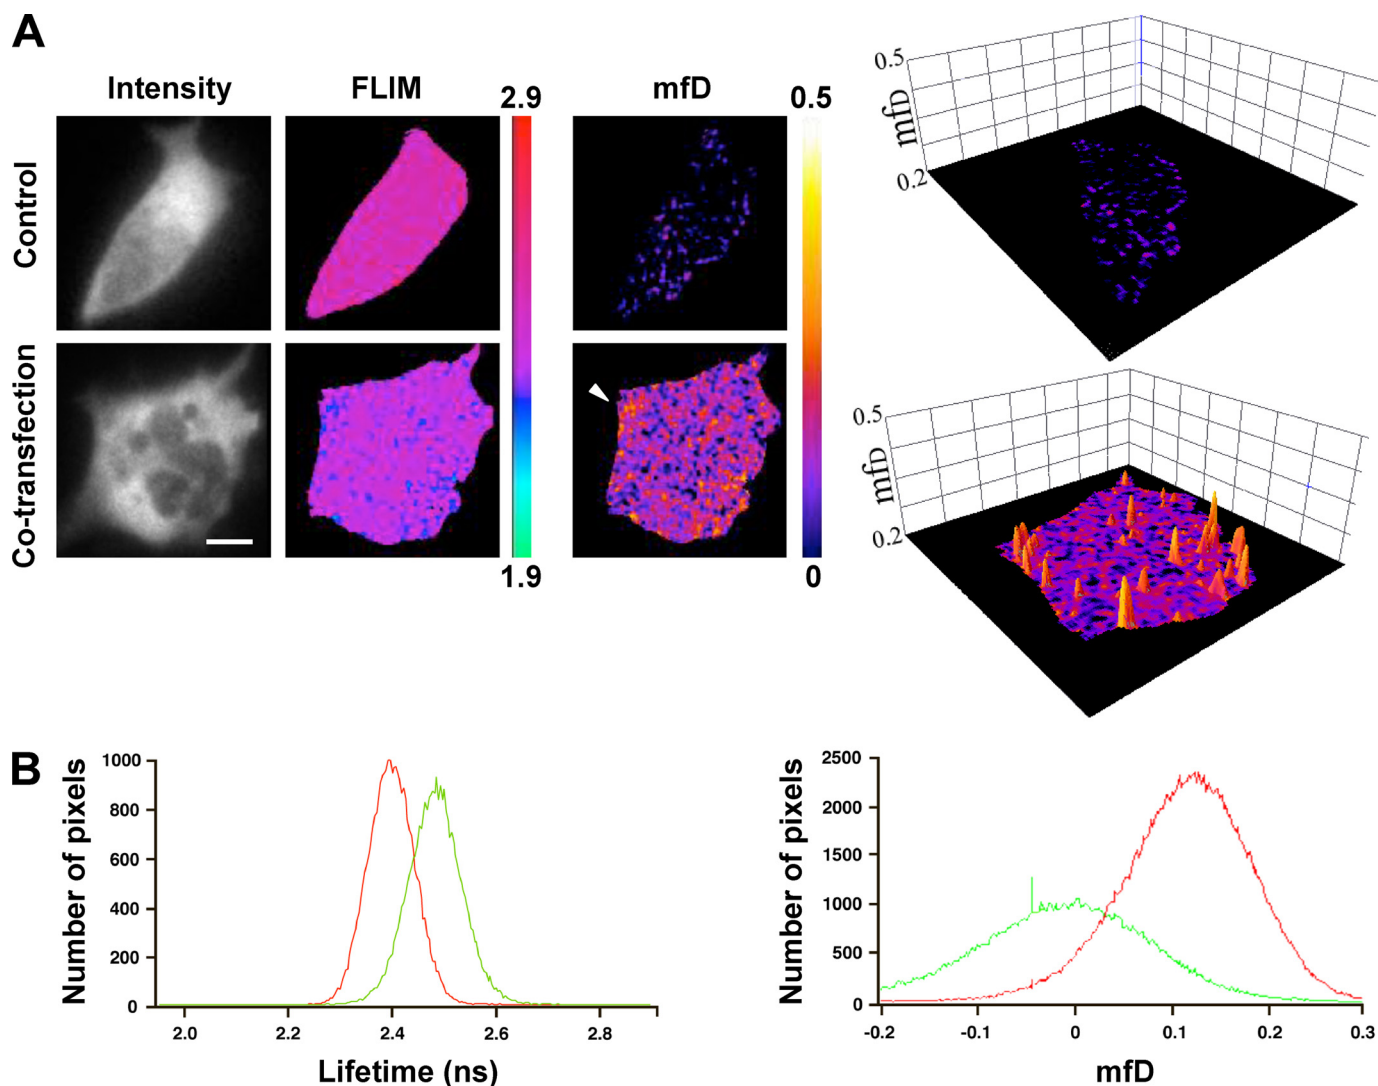 A
Intensity
FLIM
2.9
mfD
0.5
Control
Co-transfection
1.9
0
0.5
mfD
0.2
0.5
mfD
0.2
B
Number of pixels
1000
800
600
400
200
0
2.0
2.2
2.4
2.6
2.8
Lifetime (ns)
Number of pixels
2500
2000
1500
1000
500
0
-0.2
-0.1
0
0.1
0.2
0.3
mfD